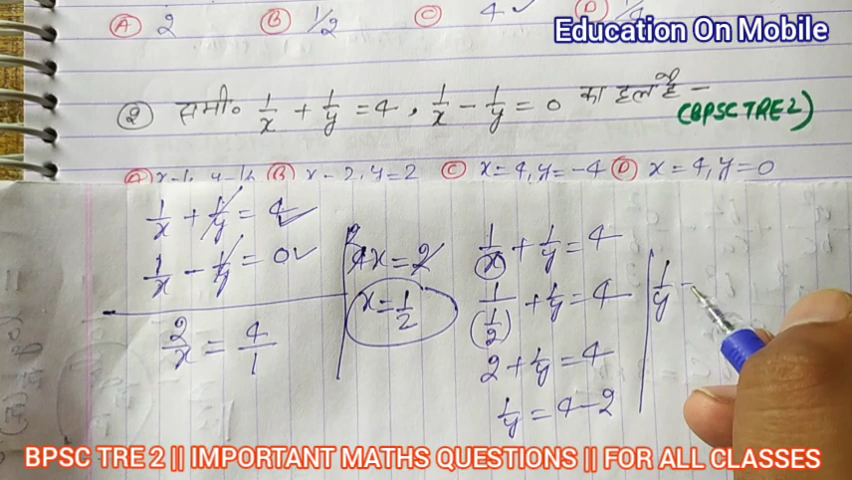 Ⓐ 2 Ⓑ 1/2 Ⓒ 4 ✓ Ⓓ 1/4
Education On Mobile
② समी० 1/x + 1/y = 4 , 1/x - 1/y = 0 का हल है -
(BPSC TRE 2)
Ⓑ x = 2, y = 2 Ⓒ x = 4, y = -4 Ⓓ x = 4, y = 0
1/x + 1/y = 4 ✓
1/x - 1/y = 0 ✓
2/x = 4/1
4x = 2
x = 1/2
1/x + 1/y = 4
1/(1/2) + 1/y = 4
2 + 1/y = 4
1/y = 4 - 2
1/y =
BPSC TRE 2 || IMPORTANT MATHS QUESTIONS || FOR ALL CLASSES